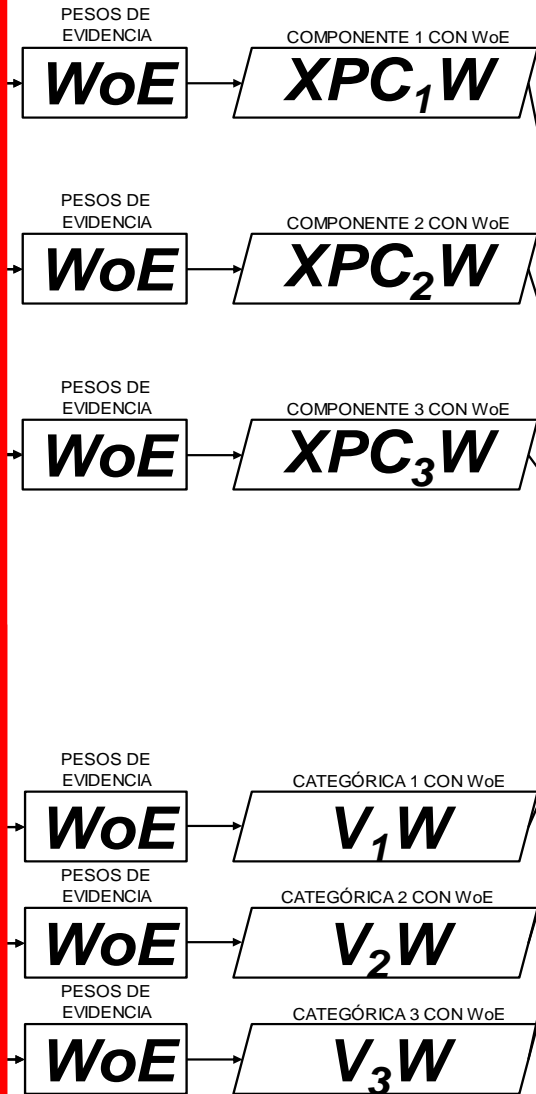 PESOS DE
EVIDENCIA
WoE
COMPONENTE 1 CON WoE
XPC₁W
PESOS DE
EVIDENCIA
WoE
COMPONENTE 2 CON WoE
XPC₂W
PESOS DE
EVIDENCIA
WoE
COMPONENTE 3 CON WoE
XPC₃W
PESOS DE
EVIDENCIA
WoE
CATEGÓRICA 1 CON WoE
V₁W
PESOS DE
EVIDENCIA
WoE
CATEGÓRICA 2 CON WoE
V₂W
PESOS DE
EVIDENCIA
WoE
CATEGÓRICA 3 CON WoE
V₃W